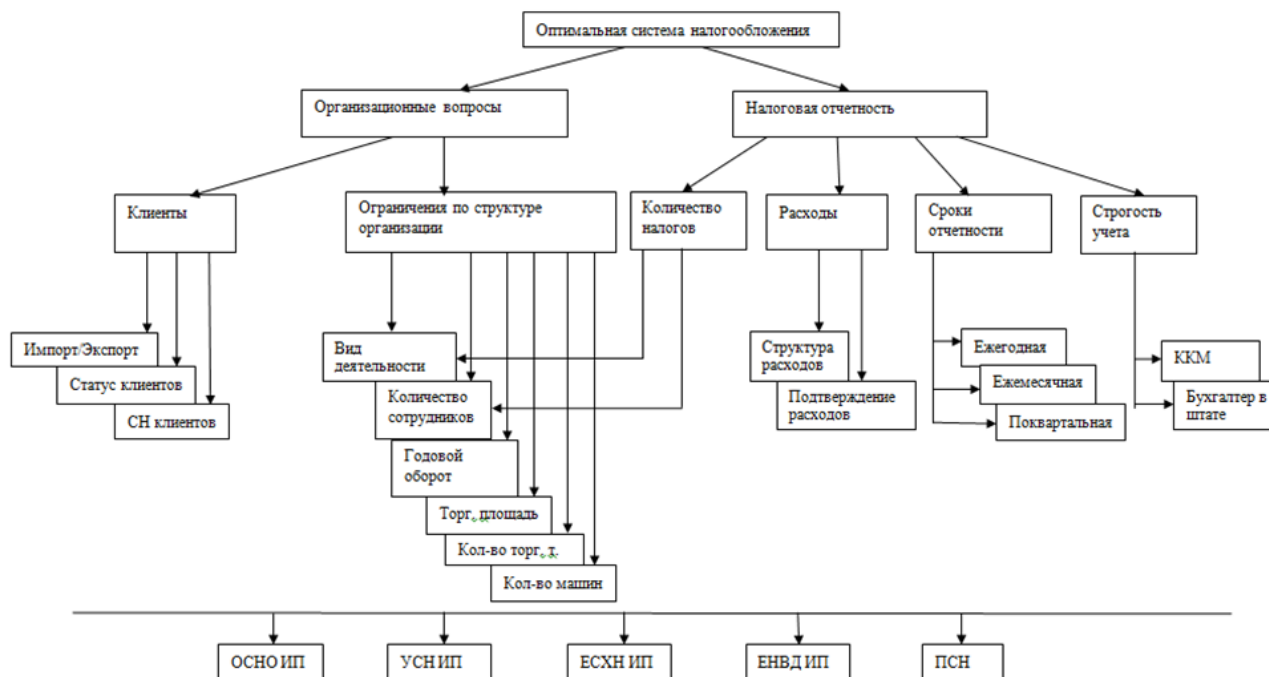 Оптимальная система налогообложения
Организационные вопросы
Налоговая отчетность
Клиенты
Ограничения по структуре
организации
Количество
налогов
Расходы
Сроки
отчетности
Строгость
учета
Импорт/Экспорт
Статус клиентов
СН клиентов
Вид
деятельности
Количество
сотрудников
Годовой
оборот
Торг. площадь
Кол-во торг. т.
Кол-во машин
Структура
расходов
Подтверждение
расходов
Ежегодная
Ежемесячная
Поквартальная
ККМ
Бухгалтер в
штате
ОСНО ИП
УСН ИП
ЕСХН ИП
ЕНВД ИП
ПСН